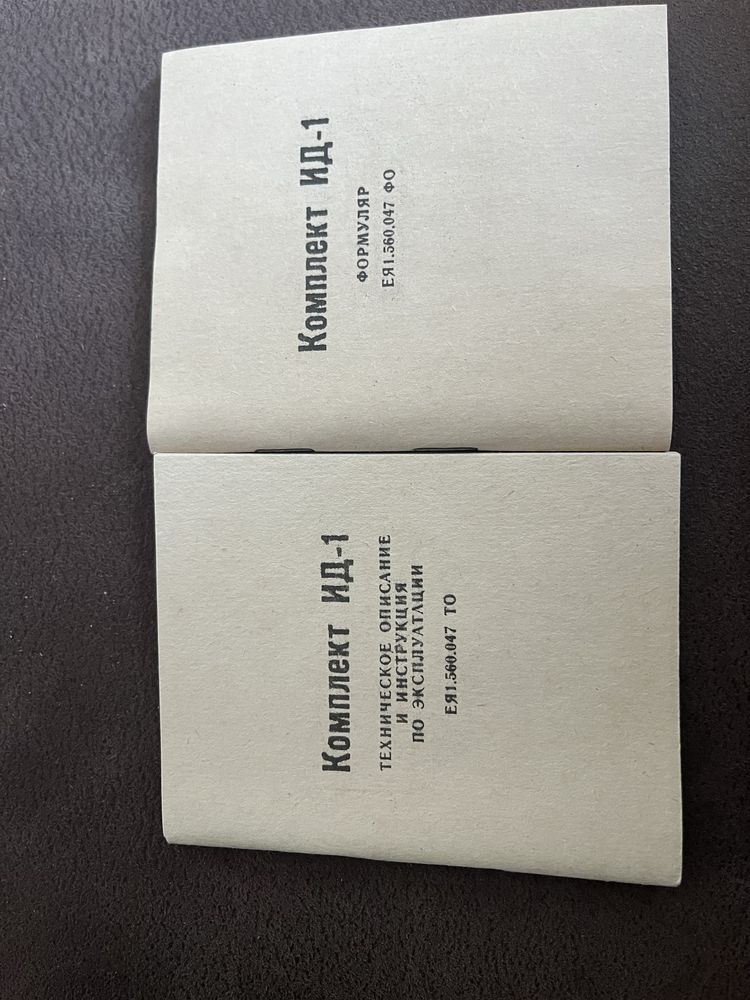 Комплект ИД-1
ТЕХНИЧЕСКОЕ ОПИСАНИЕ
И ИНСТРУКЦИЯ
ПО ЭКСПЛУАТАЦИИ
ЕЯ1.560.047 ТО
Комплект ИД-1
ФОРМУЛЯР
ЕЯ1.560.047 ФО